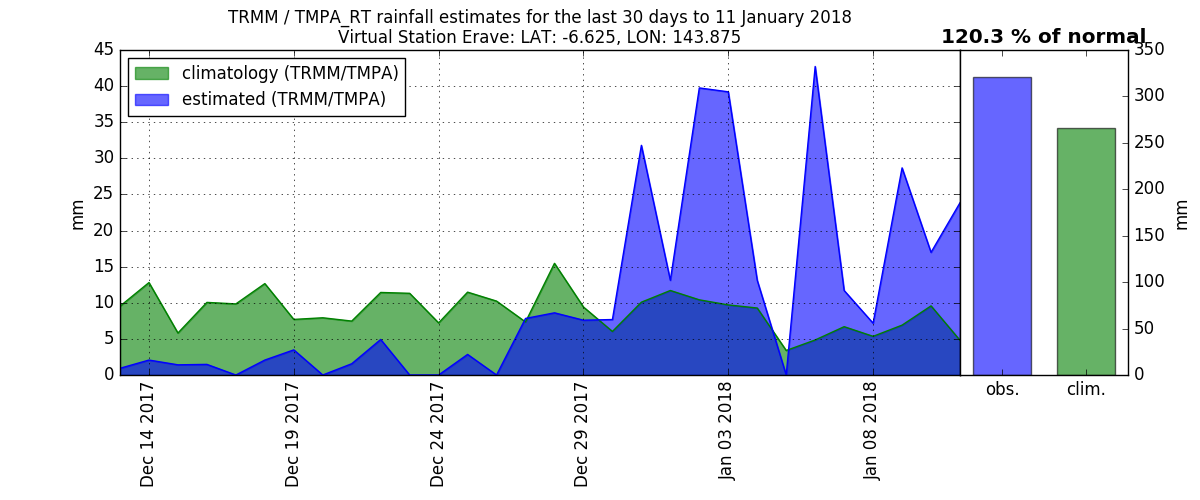 TRMM / TMPA_RT rainfall estimates for the last 30 days to 11 January 2018
Virtual Station Erave: LAT: -6.625, LON: 143.875
120.3 % of normal
climatology (TRMM/TMPA)
estimated (TRMM/TMPA)
45
40
35
30
25
20
15
10
5
0
mm
Dec 14 2017
Dec 19 2017
Dec 24 2017
Dec 29 2017
Jan 03 2018
Jan 08 2018
350
300
250
200
150
100
50
0
mm
obs.
clim.